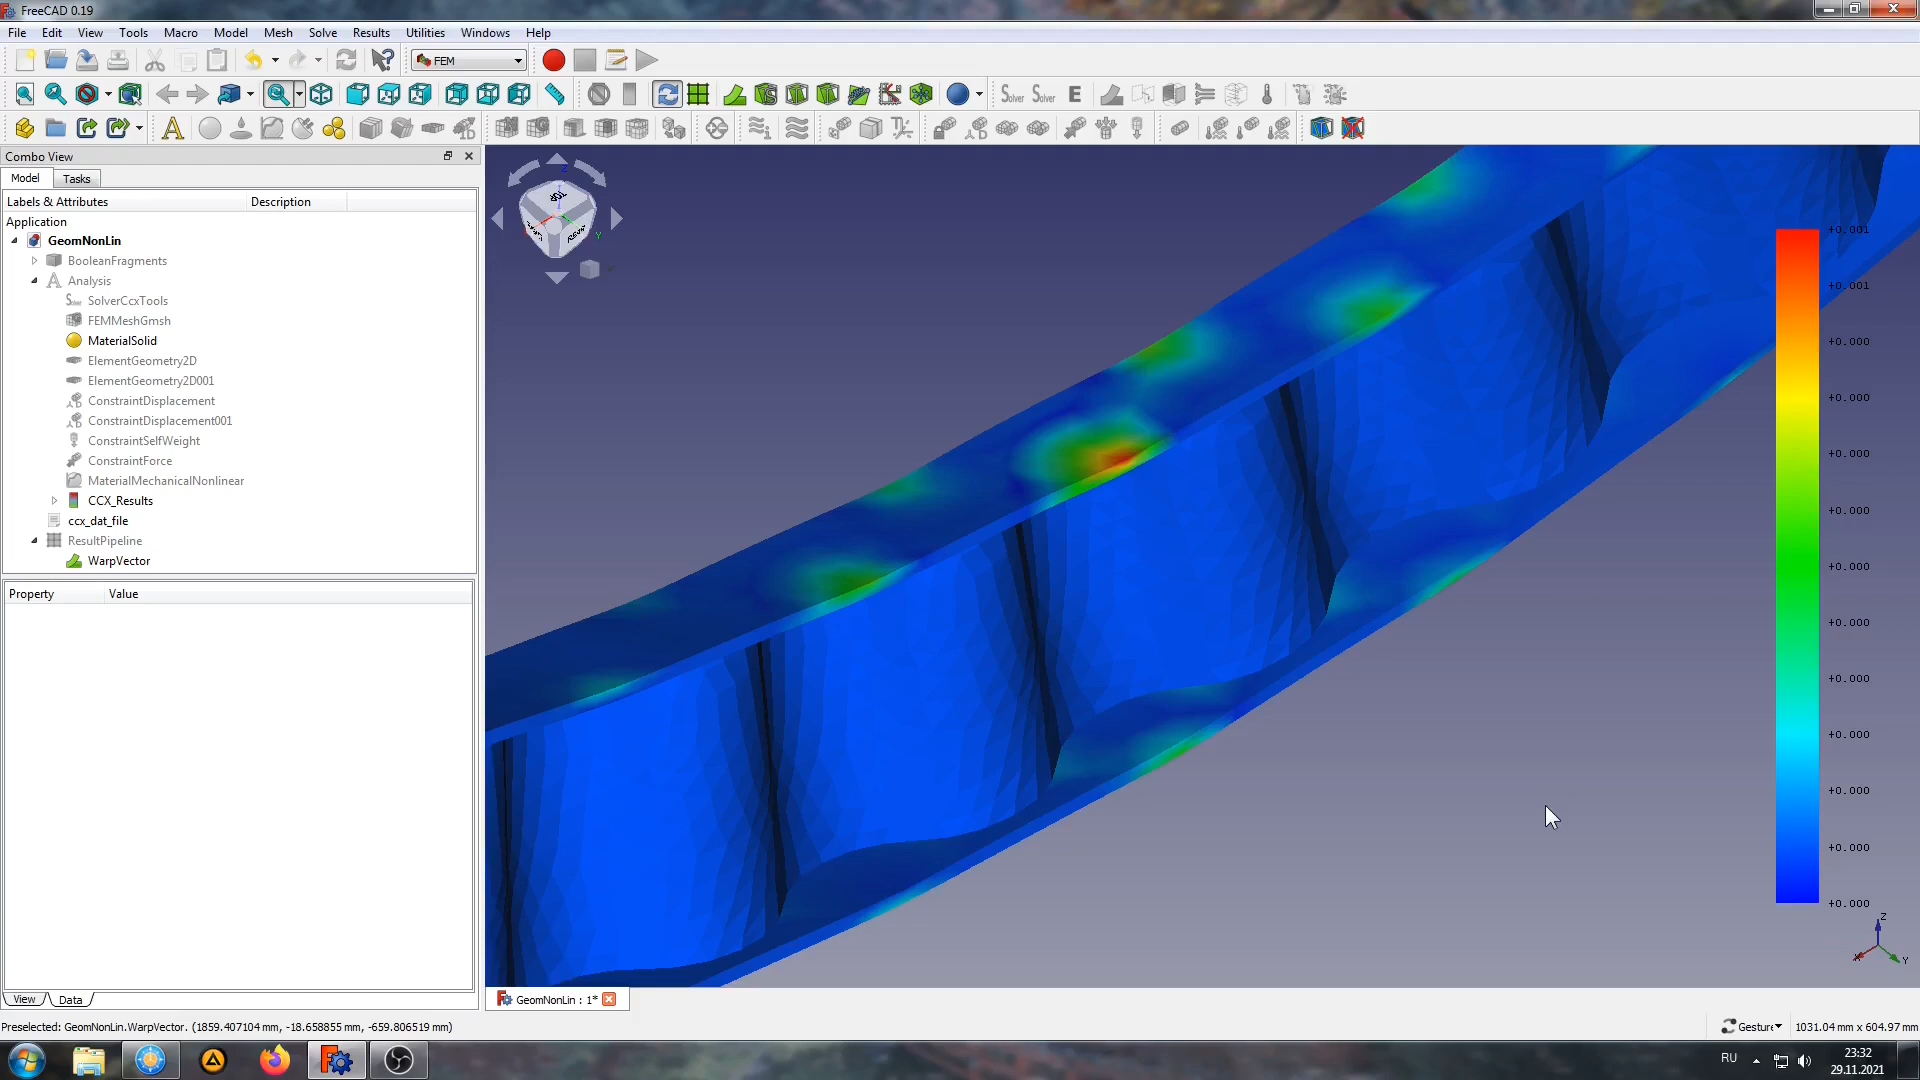 FreeCAD 0.19
File Edit View Tools Macro Model Mesh Solve Results Utilities Windows Help
FEM
Solver Solver E
Combo View
Model Tasks
Labels & Attributes Description
Application
GeomNonLin
BooleanFragments
Analysis
SolverCcxTools
FEMMeshGmsh
MaterialSolid
ElementGeometry2D
ElementGeometry2D001
ConstraintDisplacement
ConstraintDisplacement001
ConstraintSelfWeight
ConstraintForce
MaterialMechanicalNonlinear
CCX_Results
ccx_dat_file
ResultPipeline
WarpVector
Property Value
View Data
Z
Y
+0.001
+0.001
+0.000
+0.000
+0.000
+0.000
+0.000
+0.000
+0.000
+0.000
+0.000
+0.000
+0.000
Z
X
Y
GeomNonLin : 1*
Preselected: GeomNonLin.WarpVector. (1859.407104 mm, -18.658855 mm, -659.806519 mm)
Gesture
1031.04 mm x 604.97 mm
RU
23:32
29.11.2021